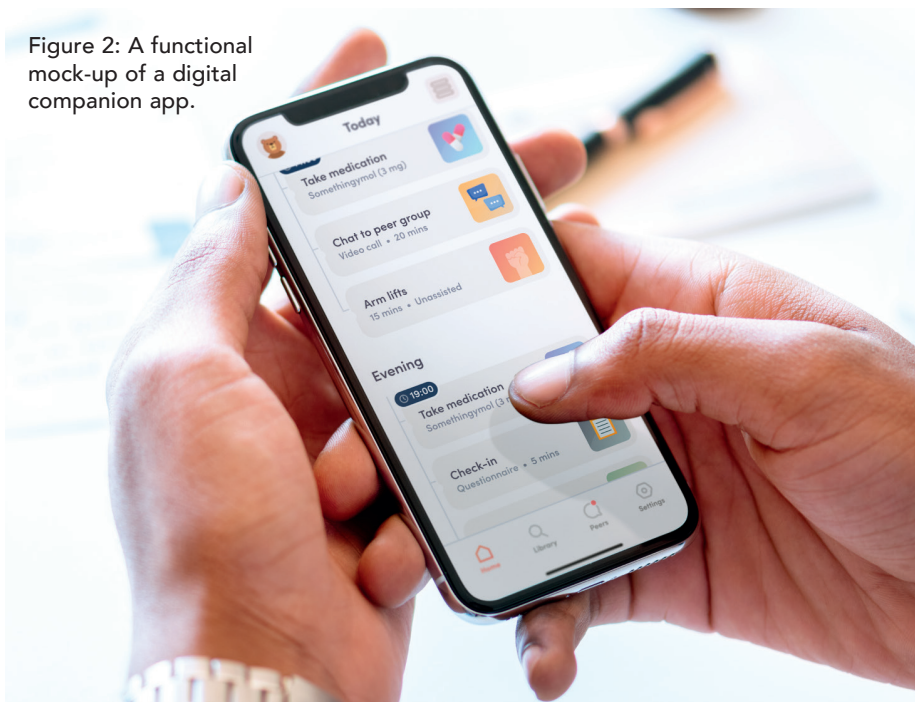 Figure 2: A functional
mock-up of a digital
companion app.
Today
Take medication
Somethingymol (3 mg)
Chat to peer group
Video call • 20 mins
Arm lifts
15 mins • Unassisted
Evening
19:00
Take medication
Somethingymol (3
Check-in
Questionnaire • 5 mins
Home
Library
Peers
Settings